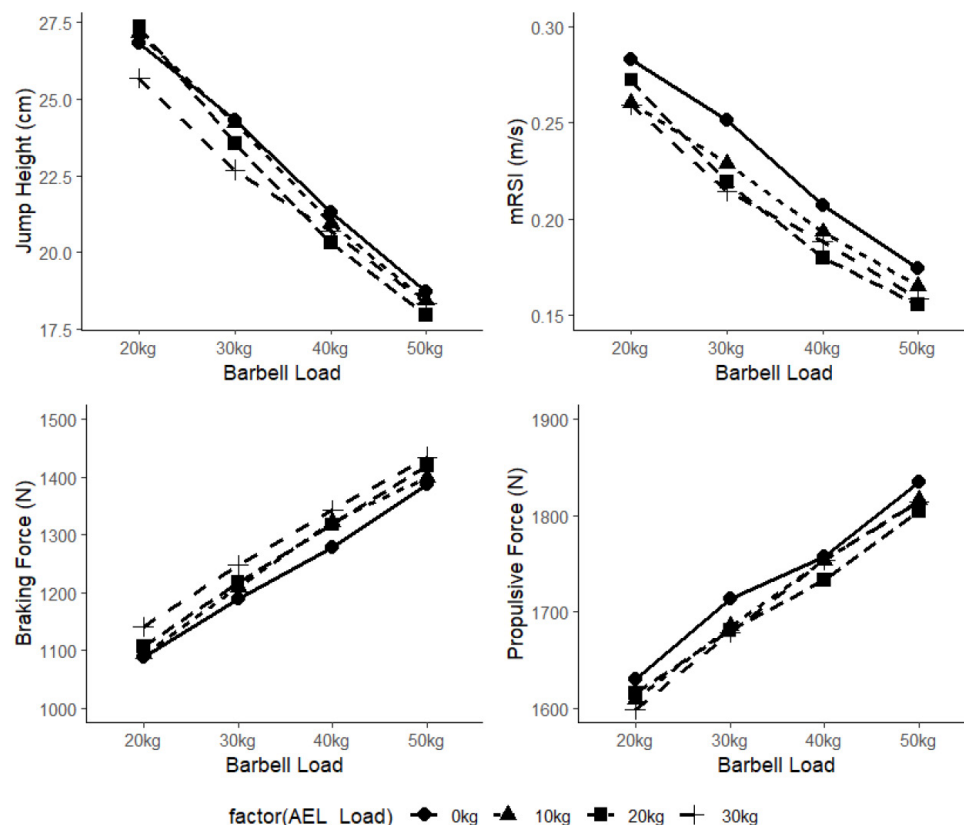 27.5
25.0
22.5
20.0
17.5
Jump Height (cm)
20kg 30kg 40kg 50kg
Barbell Load
0.30
0.25
0.20
0.15
mRSI (m/s)
20kg 30kg 40kg 50kg
Barbell Load
1500
1400
1300
1200
1100
1000
Braking Force (N)
20kg 30kg 40kg 50kg
Barbell Load
1900
1800
1700
1600
Propulsive Force (N)
20kg 30kg 40kg 50kg
Barbell Load
factor(AEL_Load) 0kg 10kg 20kg 30kg